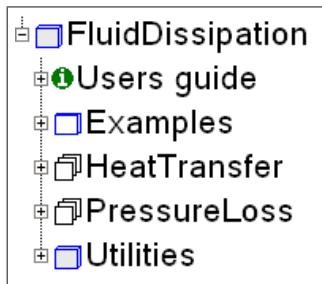 FluidDissipation
Users guide
Examples
HeatTransfer
PressureLoss
Utilities